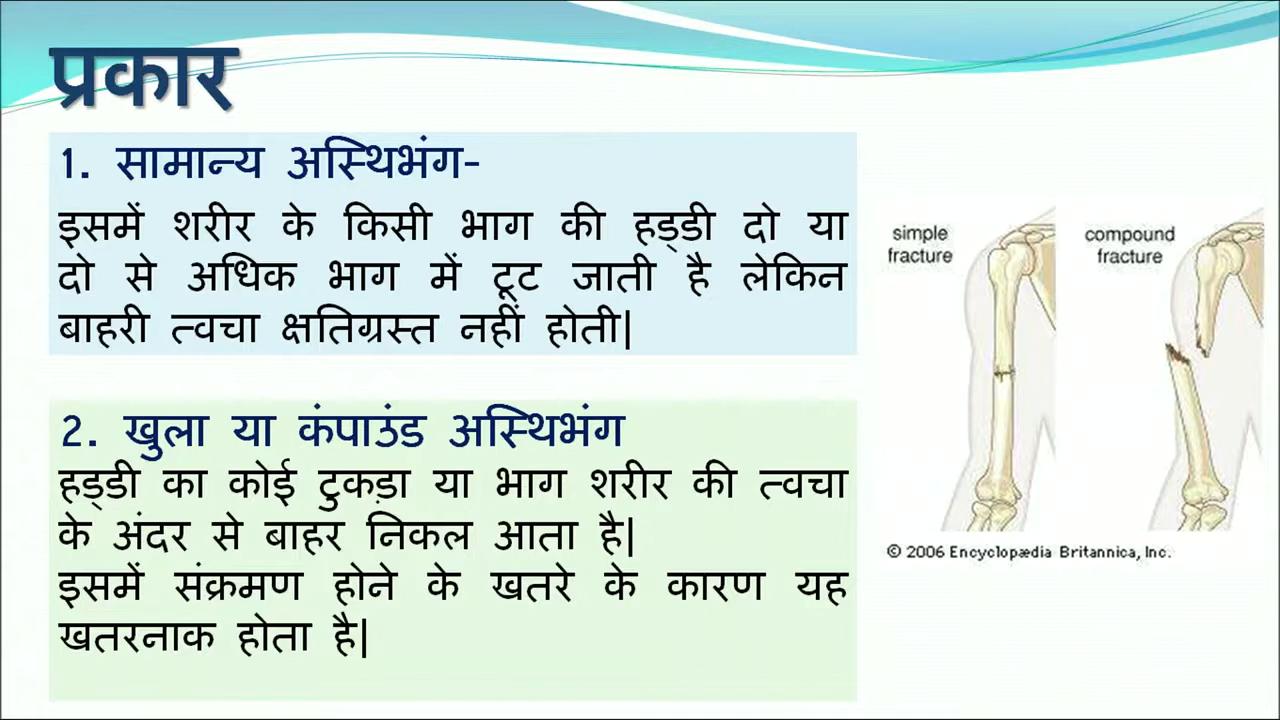 प्रकार
1. सामान्य अस्थिभंग-
इसमें शरीर के किसी भाग की हड्डी दो या
दो से अधिक भाग में टूट जाती है लेकिन
बाहरी त्वचा क्षतिग्रस्त नहीं होती|
2. खुला या कंपाउंड अस्थिभंग
हड्डी का कोई टुकड़ा या भाग शरीर की त्वचा
के अंदर से बाहर निकल आता है|
इसमें संक्रमण होने के खतरे के कारण यह
खतरनाक होता है|
simple
fracture
compound
fracture
© 2006 Encyclopædia Britannica, Inc.